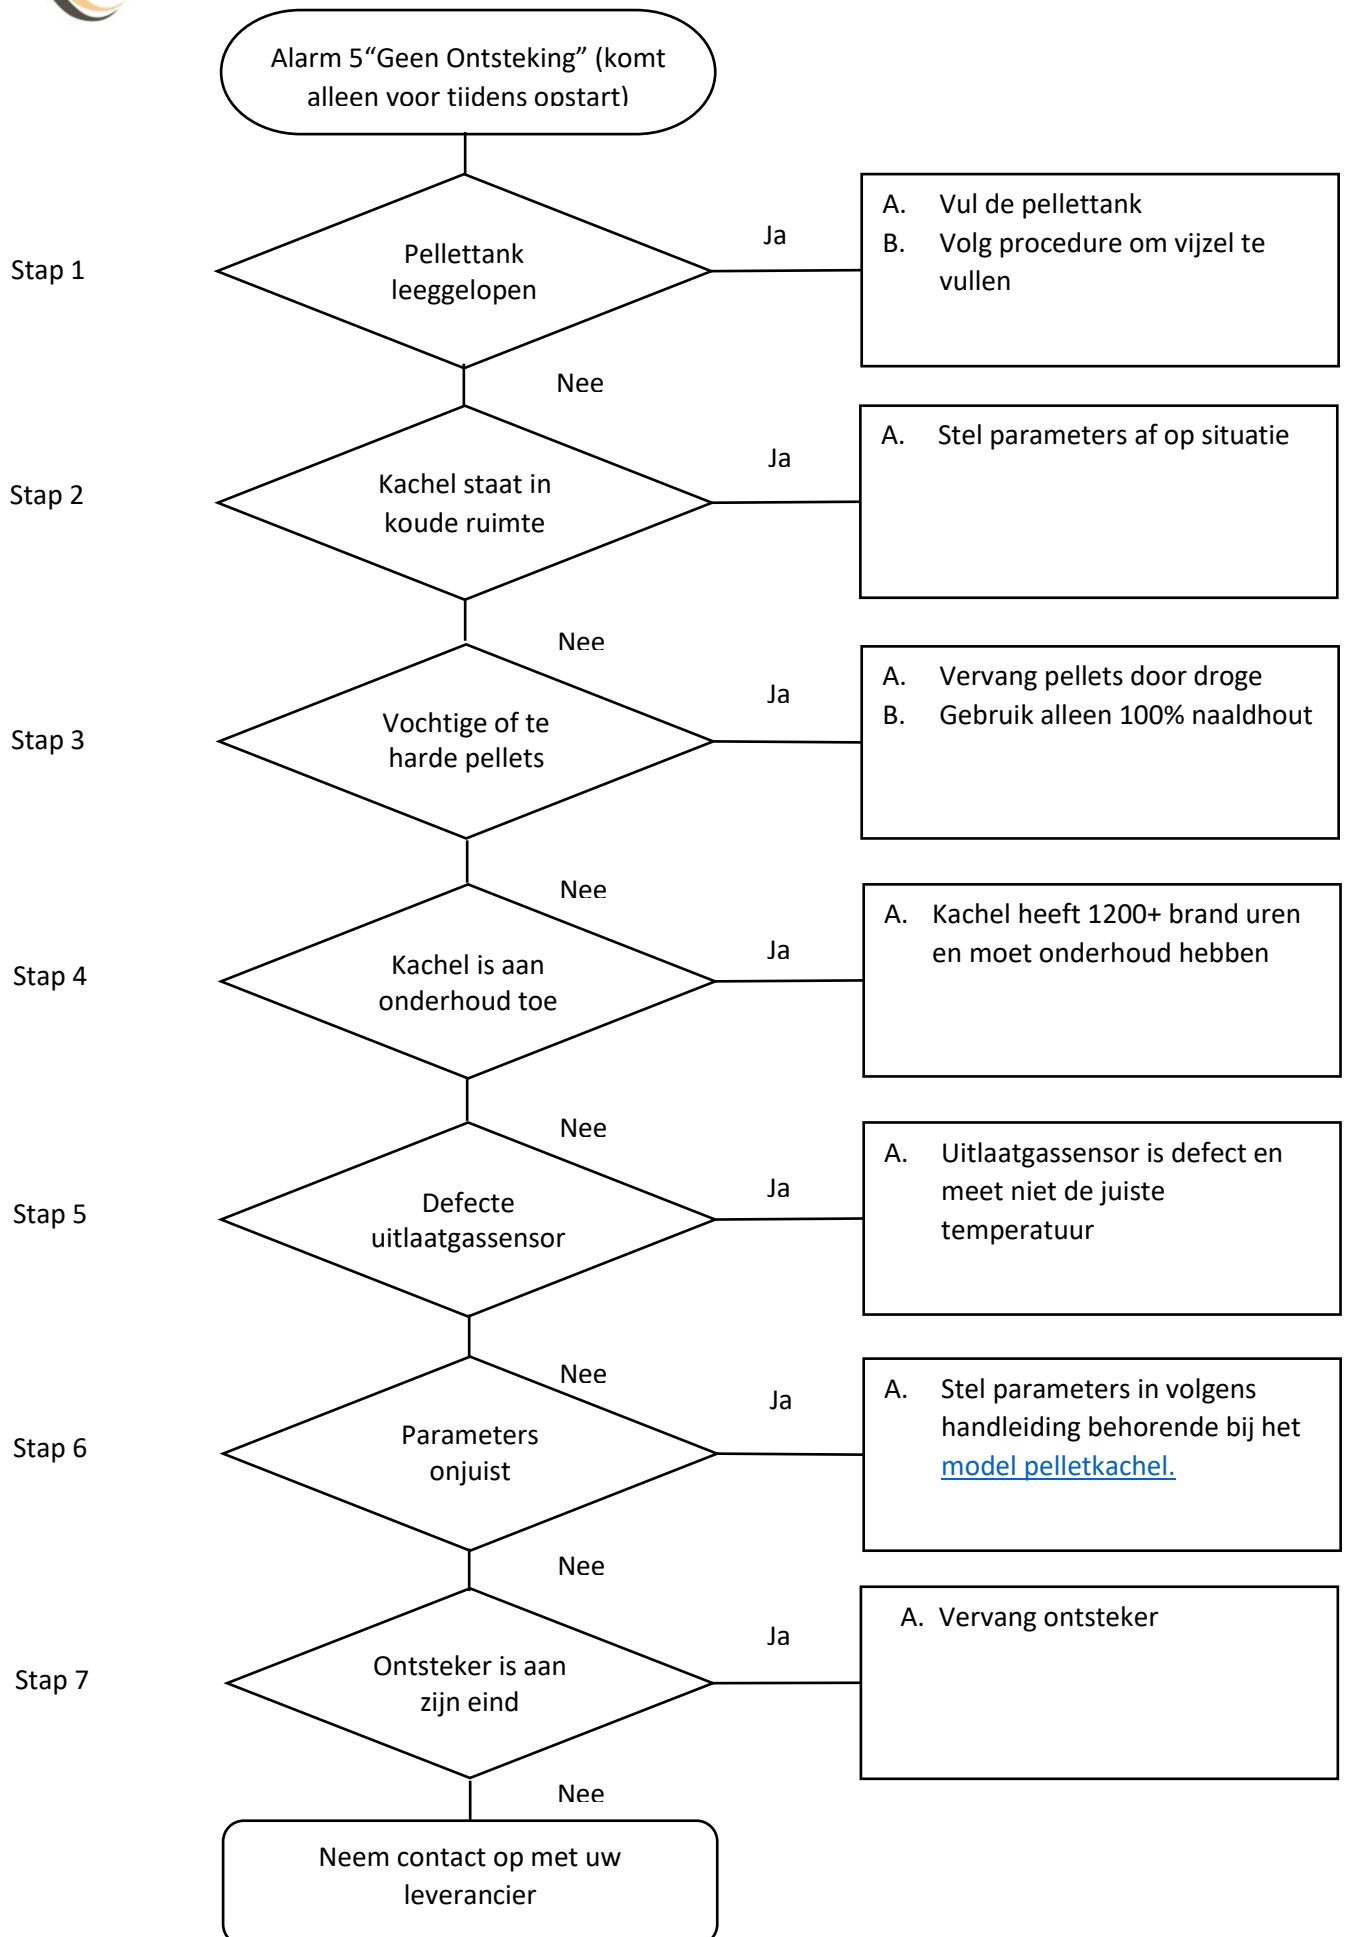 Alarm 5“Geen Ontsteking” (komt
alleen voor tijdens opstart)
Stap 1
Pellettank
leeggelopen
Ja
A. Vul de pellettank
B. Volg procedure om vijzel te
vullen
Nee
Stap 2
Kachel staat in
koude ruimte
Ja
A. Stel parameters af op situatie
Nee
Stap 3
Vochtige of te
harde pellets
Ja
A. Vervang pellets door droge
B. Gebruik alleen 100% naaldhout
Nee
Stap 4
Kachel is aan
onderhoud toe
Ja
A. Kachel heeft 1200+ brand uren
en moet onderhoud hebben
Nee
Stap 5
Defecte
uitlaatgassensor
Ja
A. Uitlaatgassensor is defect en
meet niet de juiste
temperatuur
Nee
Stap 6
Parameters
onjuist
Ja
A. Stel parameters in volgens
handleiding behorende bij het
model pelletkachel.
Nee
Stap 7
Ontsteker is aan
zijn eind
Ja
A. Vervang ontsteker
Nee
Neem contact op met uw
leverancier